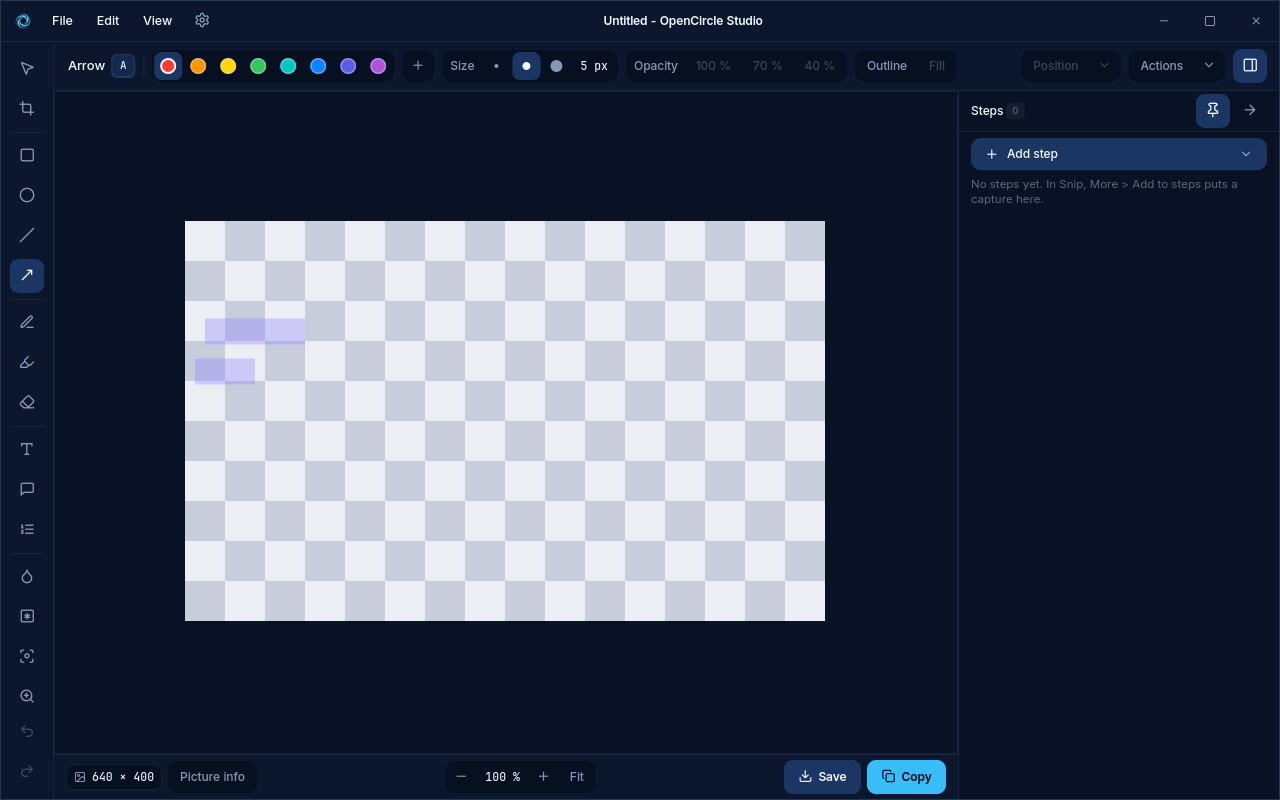 File Edit View
Untitled - OpenCircle Studio
Arrow A
Size 5 px
Opacity 100 % 70 % 40 %
Outline Fill
Position
Actions
Steps 0
Add step
No steps yet. In Snip, More > Add to steps puts a
capture here.
640 × 400
Picture info
100 %
Fit
Save
Copy